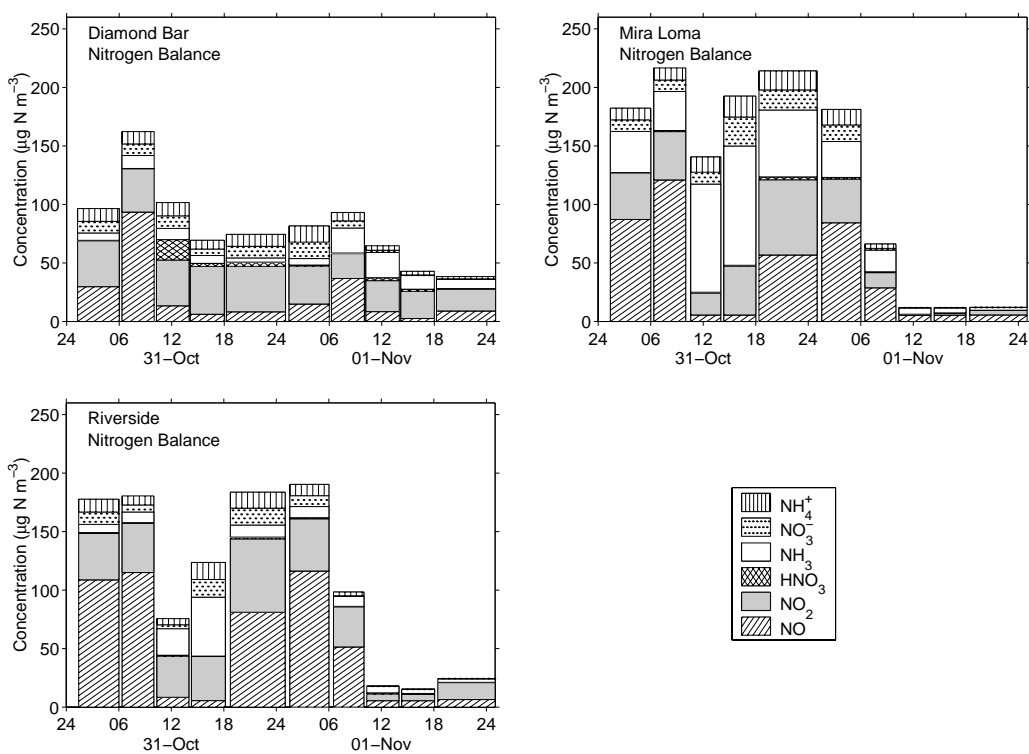 Diamond Bar
Nitrogen Balance
Concentration (µg N m⁻³)
250
200
150
100
50
0
24 06 12 18 24 06 12 18 24
31−Oct 01−Nov
Mira Loma
Nitrogen Balance
Concentration (µg N m⁻³)
250
200
150
100
50
0
24 06 12 18 24 06 12 18 24
31−Oct 01−Nov
Riverside
Nitrogen Balance
Concentration (µg N m⁻³)
250
200
150
100
50
0
24 06 12 18 24 06 12 18 24
31−Oct 01−Nov
NH₄⁺
NO₃⁻
NH₃
HNO₃
NO₂
NO